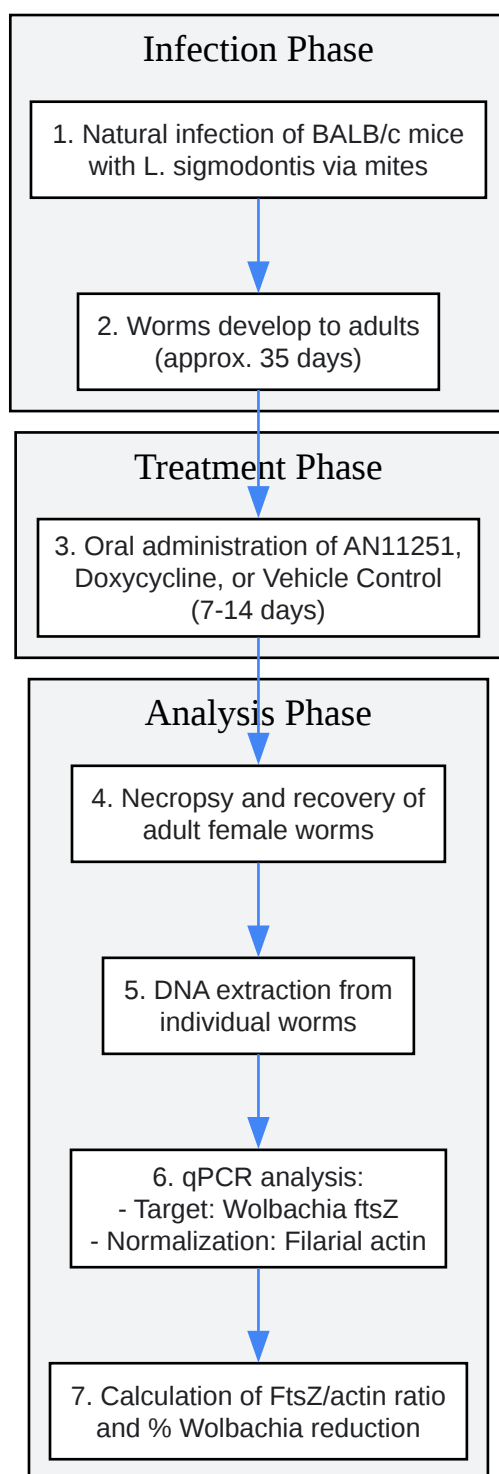 Infection Phase
1. Natural infection of BALB/c mice
with L. sigmodontis via mites
2. Worms develop to adults
(approx. 35 days)
Treatment Phase
3. Oral administration of AN11251,
Doxycycline, or Vehicle Control
(7-14 days)
Analysis Phase
4. Necropsy and recovery of
adult female worms
5. DNA extraction from
individual worms
6. qPCR analysis:
- Target: Wolbachia ftsZ
- Normalization: Filarial actin
7. Calculation of FtsZ/actin ratio
and % Wolbachia reduction